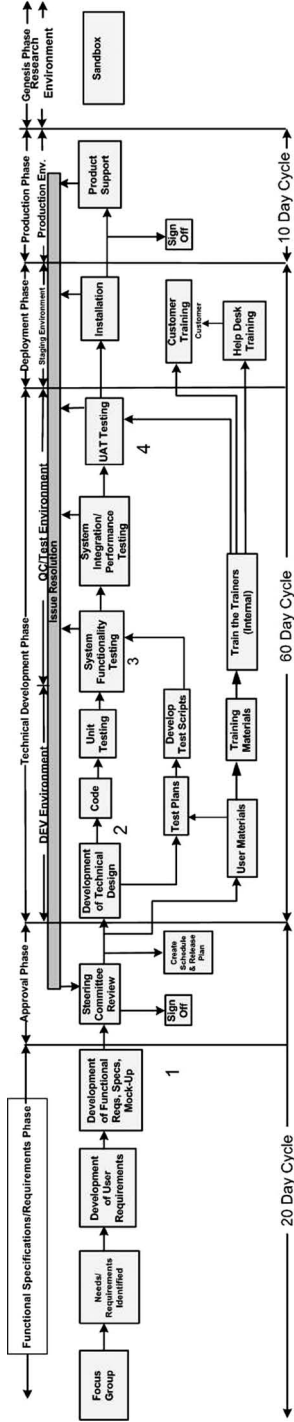 Functional Specifications/Requirements Phase
Approval Phase
Technical Development Phase
Deployment Phase
Production Phase
Genesis Phase
Research
Environment
DEV Environment
QC/Test Environment
Staging Environment
Production Env.
Issue Resolution
Focus
Group
Needs/
Requirements
Identified
Development
of User
Requirements
Development
of Functional
Reqs, Specs,
Mock-Up
1
Steering
Committee
Review
Sign
Off
Create
Schedule
& Release
Plan
Development
of Technical
Design
2
Code
Unit
Testing
System
Functionality
Testing
3
System
Integration/
Performance
Testing
UAT Testing
4
Installation
Product
Support
Sign
Off
Sandbox
Test Plans
Develop
Test Scripts
User Materials
Training
Materials
Train the Trainers
(Internal)
Customer
Training
Customer
Help Desk
Training
20 Day Cycle
60 Day Cycle
10 Day Cycle